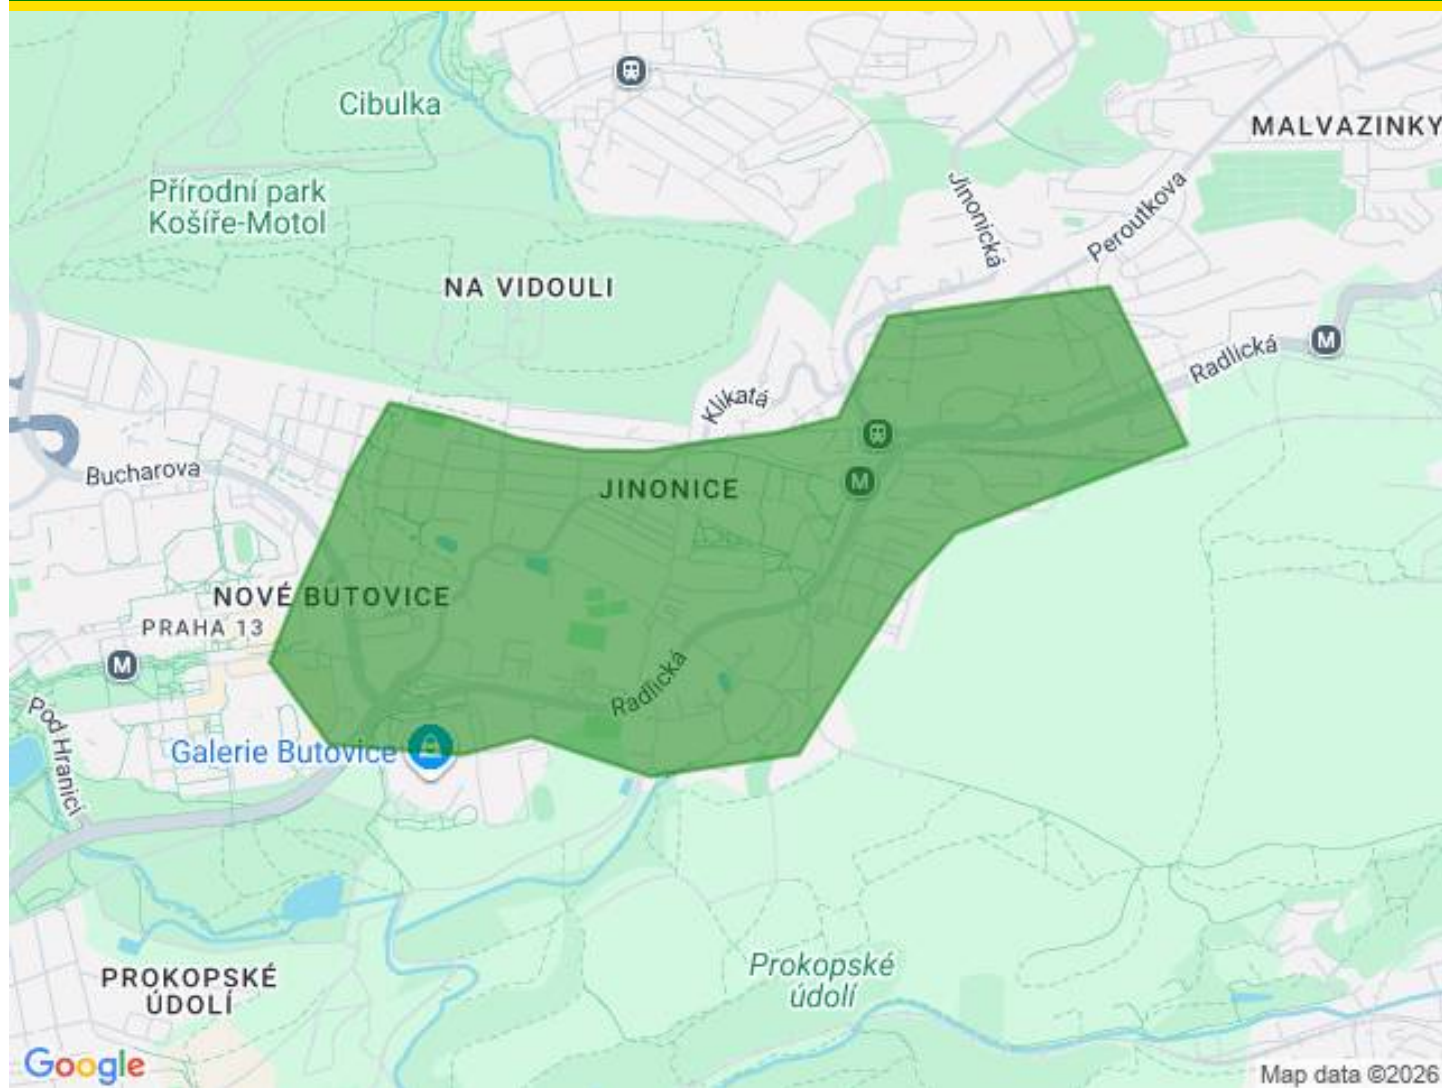 Cibulka
MALVAZINKY
Přírodní park
Košíře-Motol
Jinonická
Peroutkova
NA VIDOULI
Radlická
Klikatá
Bucharova
JINONICE
NOVÉ BUTOVICE
PRAHA 13
Radlická
Pod Hranicí
Galerie Butovice
PROKOPSKÉ
ÚDOLÍ
Prokopské
údolí
Google
Map data ©2026
M
M
M